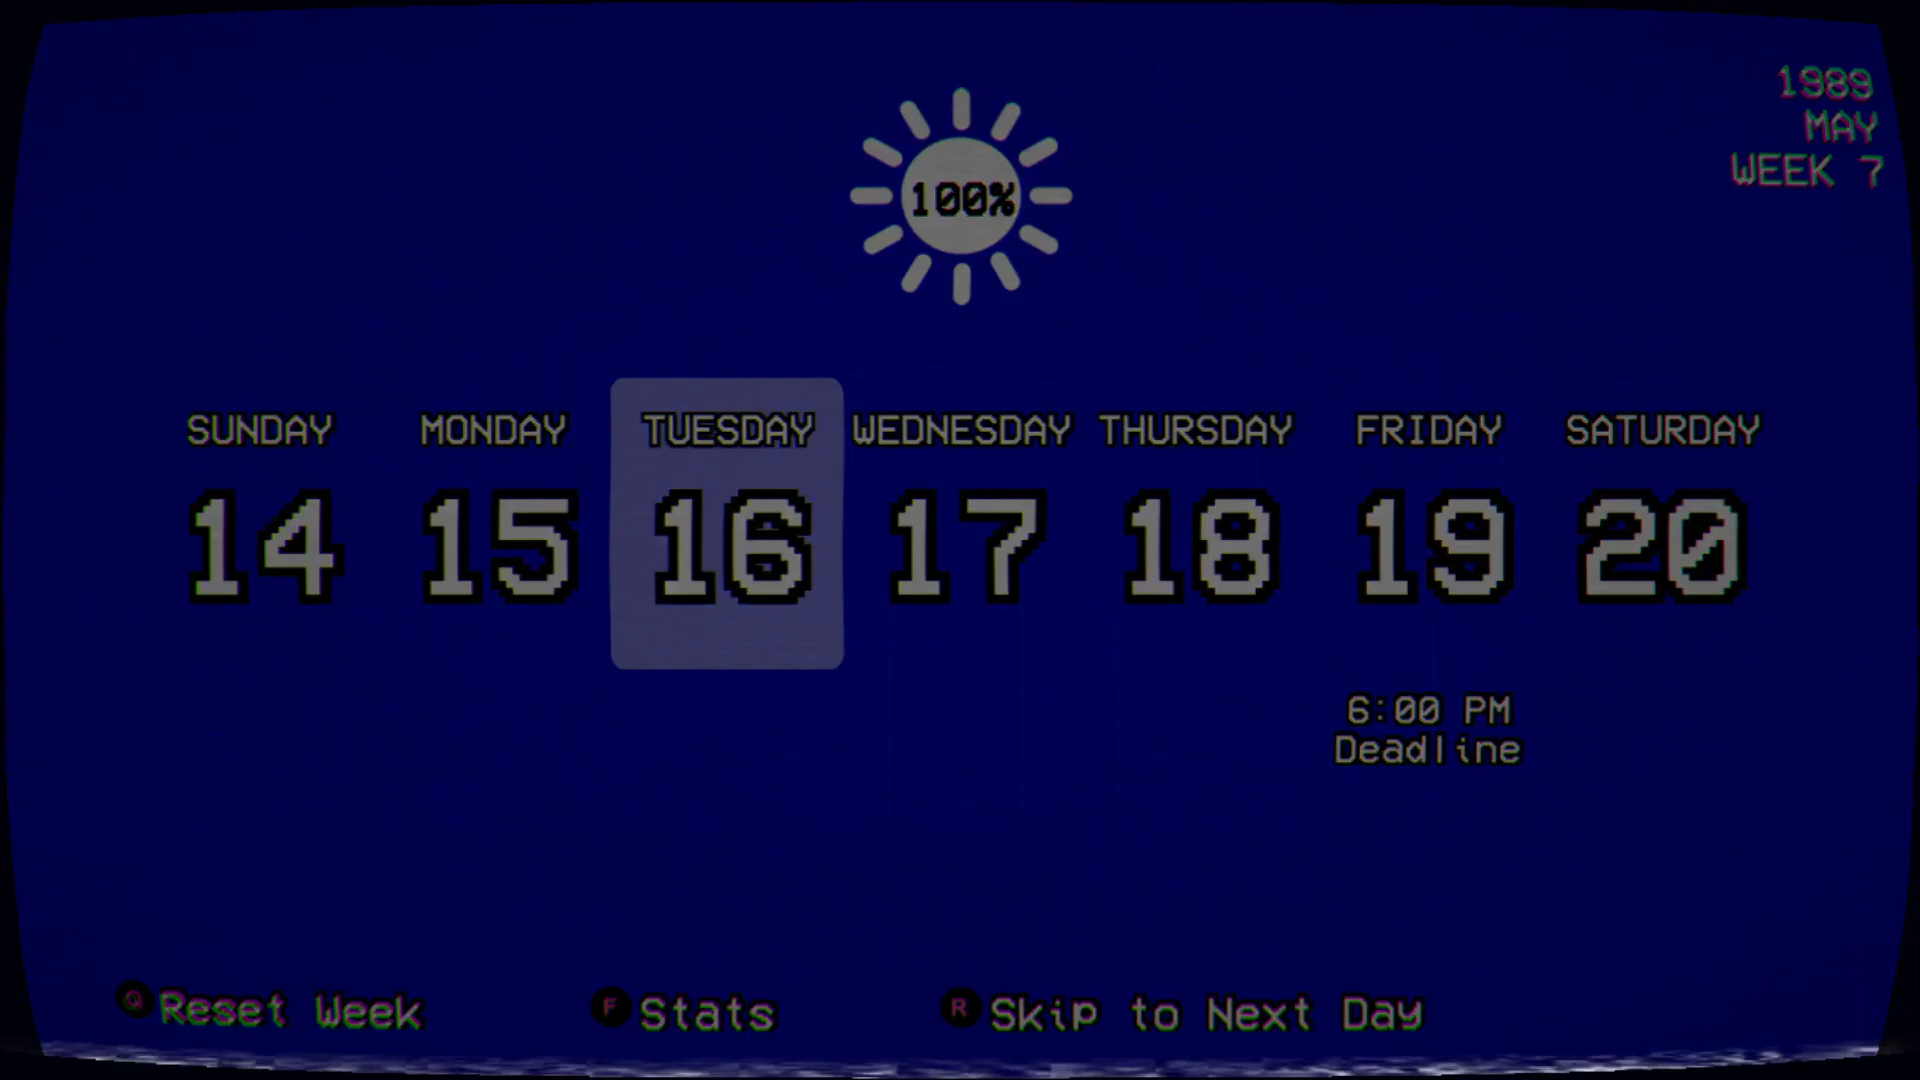 1989
MAY
WEEK 7
100%
SUNDAY MONDAY TUESDAY WEDNESDAY THURSDAY FRIDAY SATURDAY
14 15 16 17 18 19 20
6:00 PM
Deadline
Q Reset Week F Stats R Skip to Next Day